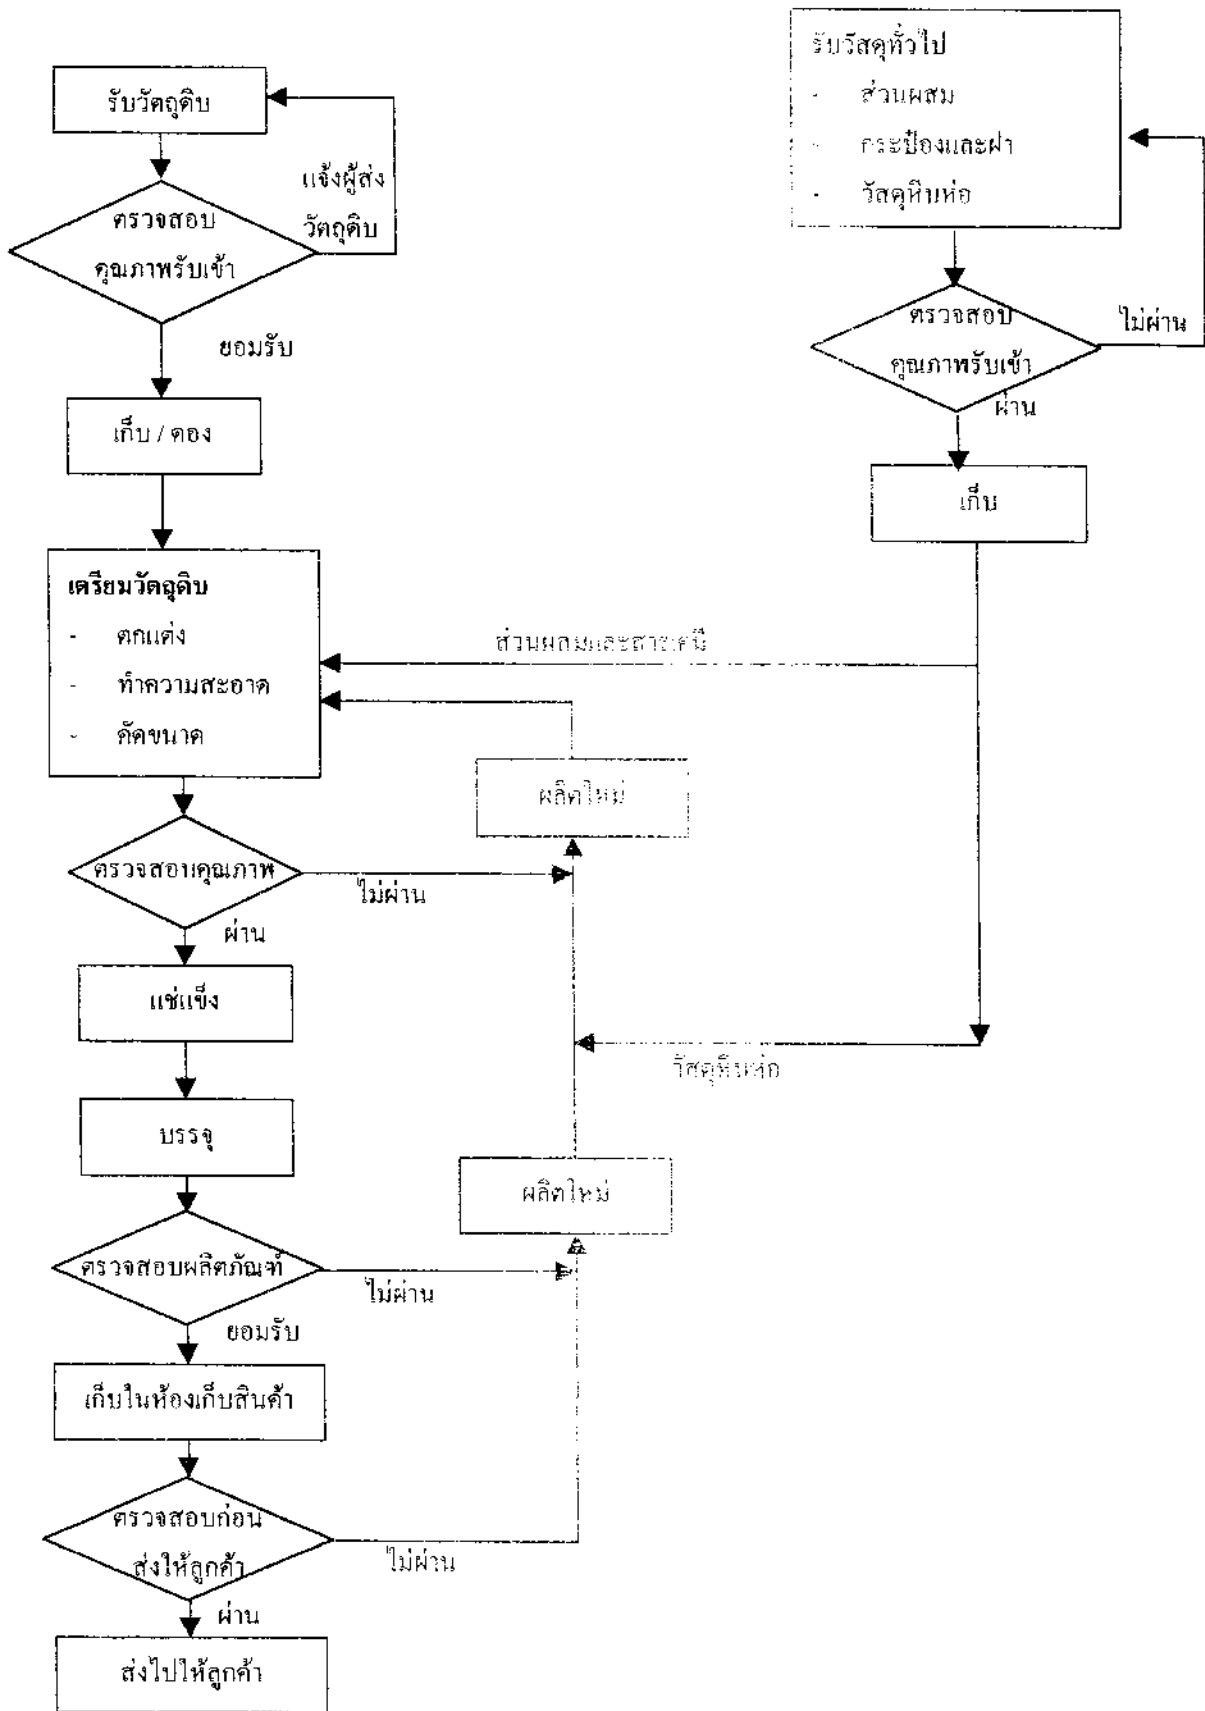 รับวัตถุดิบ
แจ้งผู้ส่ง
วัตถุดิบ
ตรวจสอบ
คุณภาพรับเข้า
ยอมรับ
เก็บ / ดอง
เตรียมวัตถุดิบ
- ตกแต่ง
- ทำความสะอาด
- คัดขนาด
ตรวจสอบคุณภาพ
ไม่ผ่าน
ผ่าน
แช่แข็ง
บรรจุ
ตรวจสอบผลิตภัณฑ์
ไม่ผ่าน
ยอมรับ
เก็บในห้องเก็บสินค้า
ตรวจสอบก่อน
ส่งให้ลูกค้า
ไม่ผ่าน
ผ่าน
ส่งไปให้ลูกค้า
รับวัสดุทั่วไป
- ส่วนผสม
- กระป๋องและฝา
- วัสดุหีบห่อ
ตรวจสอบ
คุณภาพรับเข้า
ไม่ผ่าน
ผ่าน
เก็บ
ส่วนผสมและสารเคมี
ผลิตใหม่
วัสดุหีบห่อ
ผลิตใหม่